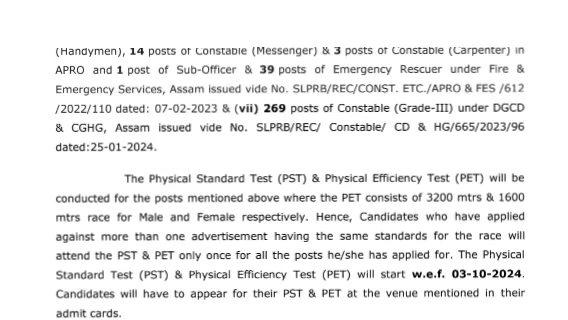 (Handymen), 14 posts of Constable (Messenger) & 3 posts of Constable (Carpenter) in
APRO and 1 post of Sub-Officer & 39 posts of Emergency Rescuer under Fire &
Emergency Services, Assam issued vide No. SLPRB/REC/CONST. ETC./APRO & FES /612
/2022/110 dated: 07-02-2023 & (vii) 269 posts of Constable (Grade-III) under DGCD
& CGHG, Assam issued vide No. SLPRB/REC/ Constable/ CD & HG/665/2023/96
dated:25-01-2024.
The Physical Standard Test (PST) & Physical Efficiency Test (PET) will be
conducted for the posts mentioned above where the PET consists of 3200 mtrs & 1600
mtrs race for Male and Female respectively. Hence, Candidates who have applied
against more than one advertisement having the same standards for the race will
attend the PST & PET only once for all the posts he/she has applied for. The Physical
Standard Test (PST) & Physical Efficiency Test (PET) will start w.e.f. 03-10-2024.
Candidates will have to appear for their PST & PET at the venue mentioned in their
admit cards.